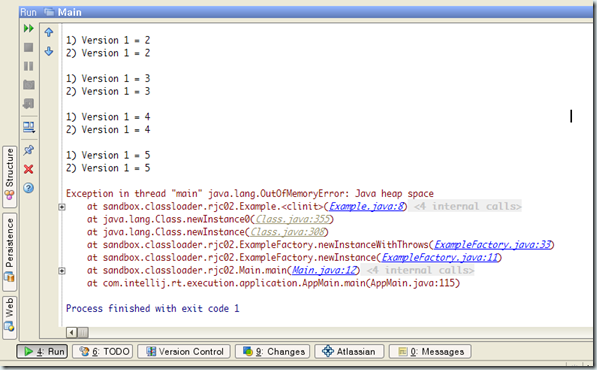 Run Main
1) Version 1 = 2
2) Version 1 = 2
1) Version 1 = 3
2) Version 1 = 3
1) Version 1 = 4
2) Version 1 = 4
1) Version 1 = 5
2) Version 1 = 5
Exception in thread "main" java.lang.OutOfMemoryError: Java heap space
at sandbox.classloader.rjc02.Example.<clinit>(Example.java:8) <4 internal calls>
at java.lang.Class.newInstance0(Class.java:355)
at java.lang.Class.newInstance(Class.java:308)
at sandbox.classloader.rjc02.ExampleFactory.newInstanceWithThrows(ExampleFactory.java:33)
at sandbox.classloader.rjc02.ExampleFactory.newInstance(ExampleFactory.java:11)
at sandbox.classloader.rjc02.Main.main(Main.java:12) <4 internal calls>
at com.intellij.rt.execution.application.AppMain.main(AppMain.java:115)
Process finished with exit code 1
Structure
Persistence
Web
4: Run 6: TODO Version Control 9: Changes Atlassian 0: Messages